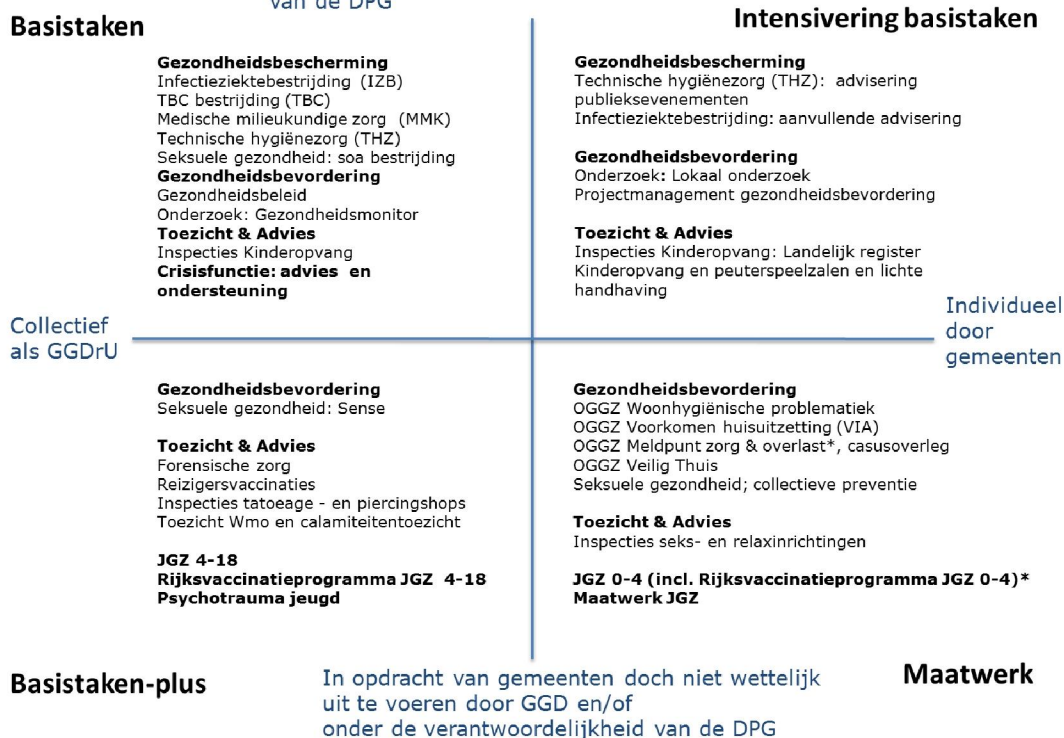 van de DPG
Basistaken
Intensivering basistaken
Gezondheidsbescherming
Infectieziektebestrijding (IZB)
TBC bestrijding (TBC)
Medische milieukundige zorg (MMK)
Technische hygiënezorg (THZ)
Seksuele gezondheid: soa bestrijding
Gezondheidsbevordering
Gezondheidsbeleid
Onderzoek: Gezondheidsmonitor
Toezicht & Advies
Inspecties Kinderopvang
Crisisfunctie: advies en
ondersteuning
Gezondheidsbescherming
Technische hygiënezorg (THZ): advisering
publieksevenementen
Infectieziektebestrijding: aanvullende advisering
Gezondheidsbevordering
Onderzoek: Lokaal onderzoek
Projectmanagement gezondheidsbevordering
Toezicht & Advies
Inspecties Kinderopvang: Landelijk register
Kinderopvang en peuterspeelzalen en lichte
handhaving
Collectief
als GGDrU
Individueel
door
gemeenten
Gezondheidsbevordering
Seksuele gezondheid: Sense
Toezicht & Advies
Forensische zorg
Reizigersvaccinaties
Inspecties tatoeage - en piercingshops
Toezicht Wmo en calamiteitentoezicht
JGZ 4-18
Rijksvaccinatieprogramma JGZ 4-18
Psychotrauma jeugd
Gezondheidsbevordering
OGGZ Woonhygiënische problematiek
OGGZ Voorkomen huisuitzetting (VIA)
OGGZ Meldpunt zorg & overlast*, casusoverleg
OGGZ Veilig Thuis
Seksuele gezondheid; collectieve preventie
Toezicht & Advies
Inspecties seks- en relaxinrichtingen
JGZ 0-4 (incl. Rijksvaccinatieprogramma JGZ 0-4)*
Maatwerk JGZ
Basistaken-plus
In opdracht van gemeenten doch niet wettelijk
uit te voeren door GGD en/of
onder de verantwoordelijkheid van de DPG
Maatwerk